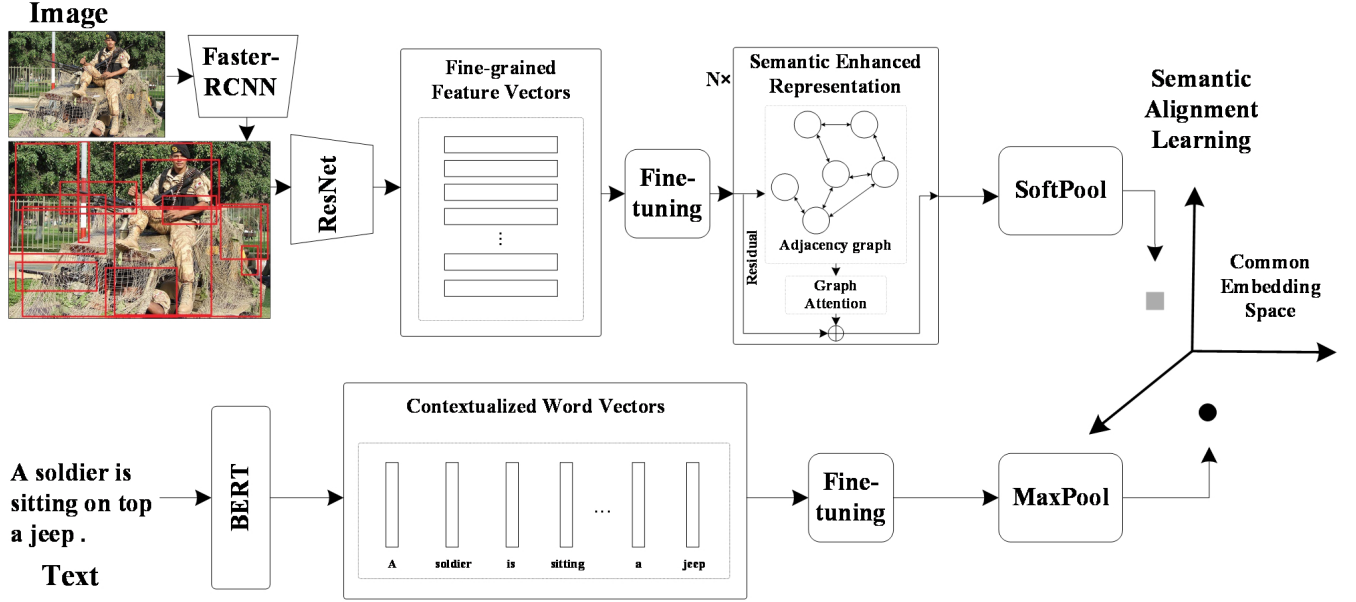 Image
Faster-
RCNN
ResNet
Fine-grained
Feature Vectors
⋮
Fine-
tuning
N×
Semantic Enhanced
Representation
Adjacency graph
Residual
Graph
Attention
SoftPool
Semantic
Alignment
Learning
Common
Embedding
Space
A soldier is
sitting on top
a jeep .
Text
BERT
Contextualized Word Vectors
...
A soldier is sitting a jeep
Fine-
tuning
MaxPool